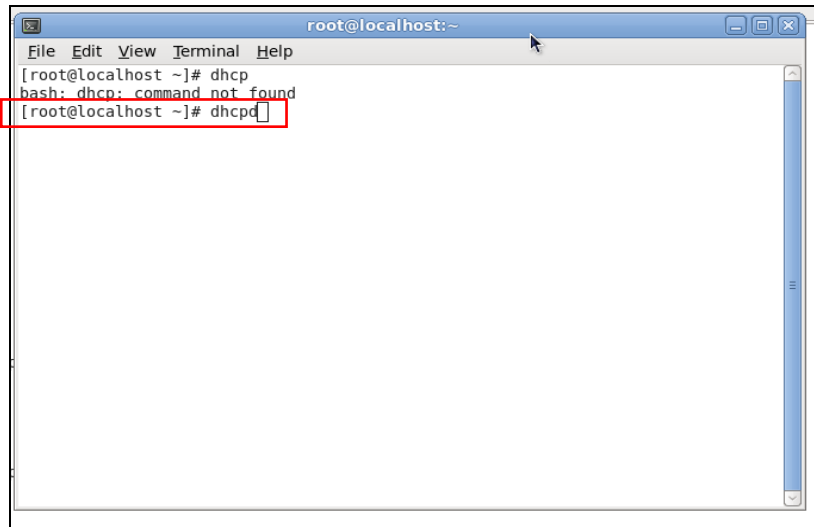 root@localhost:~
File Edit View Terminal Help
[root@localhost ~]# dhcp
bash: dhcp: command not found
[root@localhost ~]# dhcpd